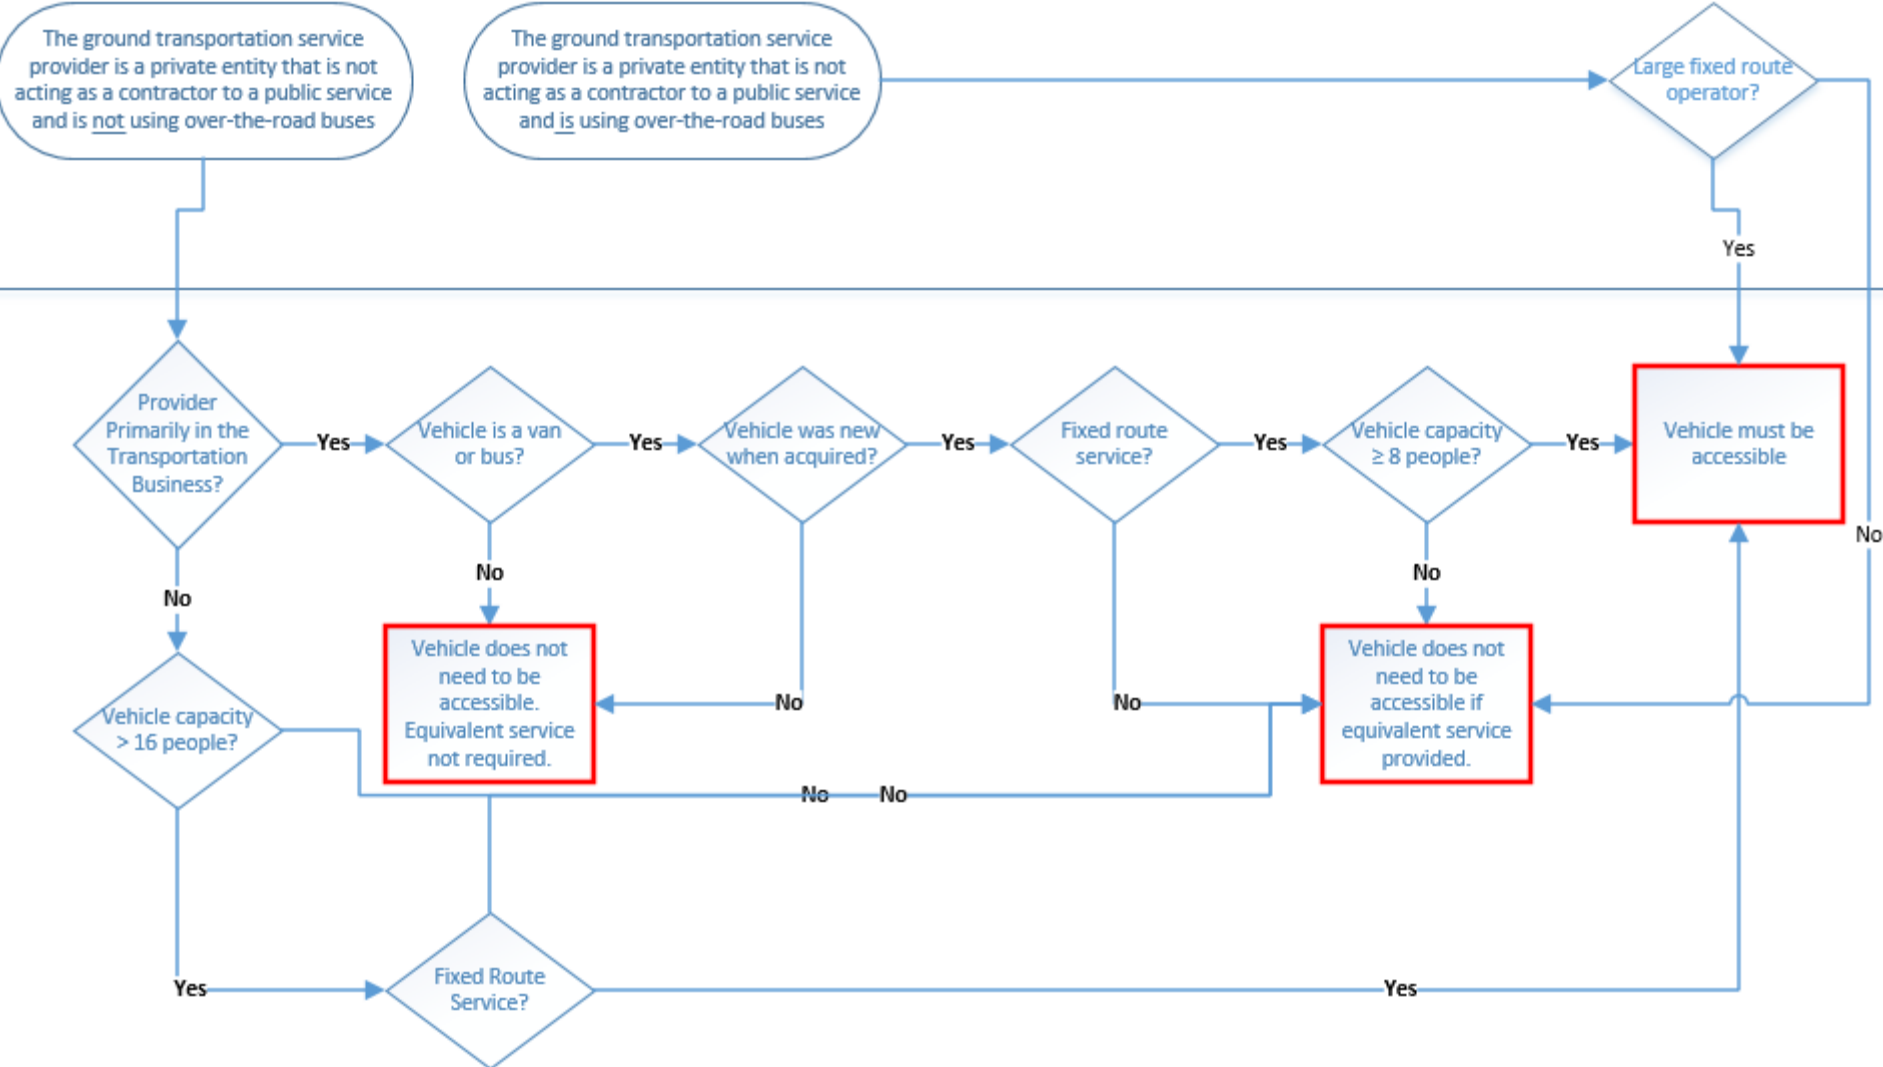 The ground transportation service
provider is a private entity that is not
acting as a contractor to a public service
and is not using over-the-road buses
The ground transportation service
provider is a private entity that is not
acting as a contractor to a public service
and is using over-the-road buses
Large fixed route
operator?
Yes
Provider
Primarily in the
Transportation
Business?
Yes
Vehicle is a van
or bus?
Yes
Vehicle was new
when acquired?
Yes
Fixed route
service?
Yes
Vehicle capacity
≥ 8 people?
Yes
Vehicle must be
accessible
No
No
No
No
Vehicle does not
need to be
accessible.
Equivalent service
not required.
No
No
Vehicle does not
need to be
accessible if
equivalent service
provided.
Vehicle capacity
> 16 people?
No
No
Yes
Fixed Route
Service?
Yes